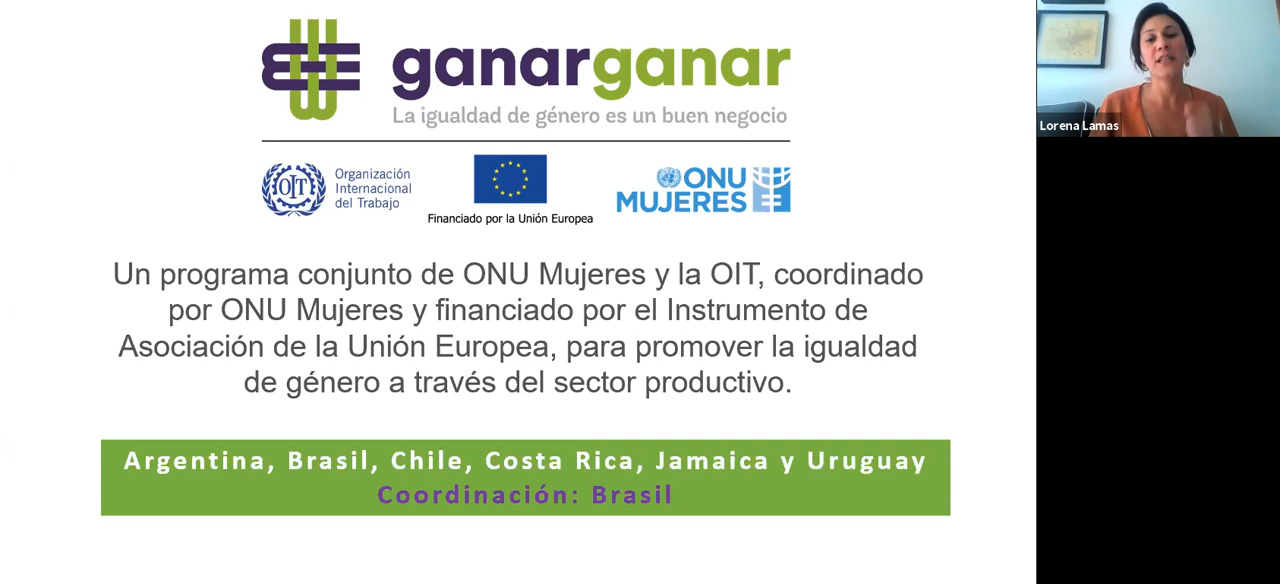 ganarganar
La igualdad de género es un buen negocio
OIT
Organización
Internacional
del Trabajo
Financiado por la Unión Europea
ONU
MUJERES
Un programa conjunto de ONU Mujeres y la OIT, coordinado
por ONU Mujeres y financiado por el Instrumento de
Asociación de la Unión Europea, para promover la igualdad
de género a través del sector productivo.
Argentina, Brasil, Chile, Costa Rica, Jamaica y Uruguay
Coordinación: Brasil
Lorena Lamas